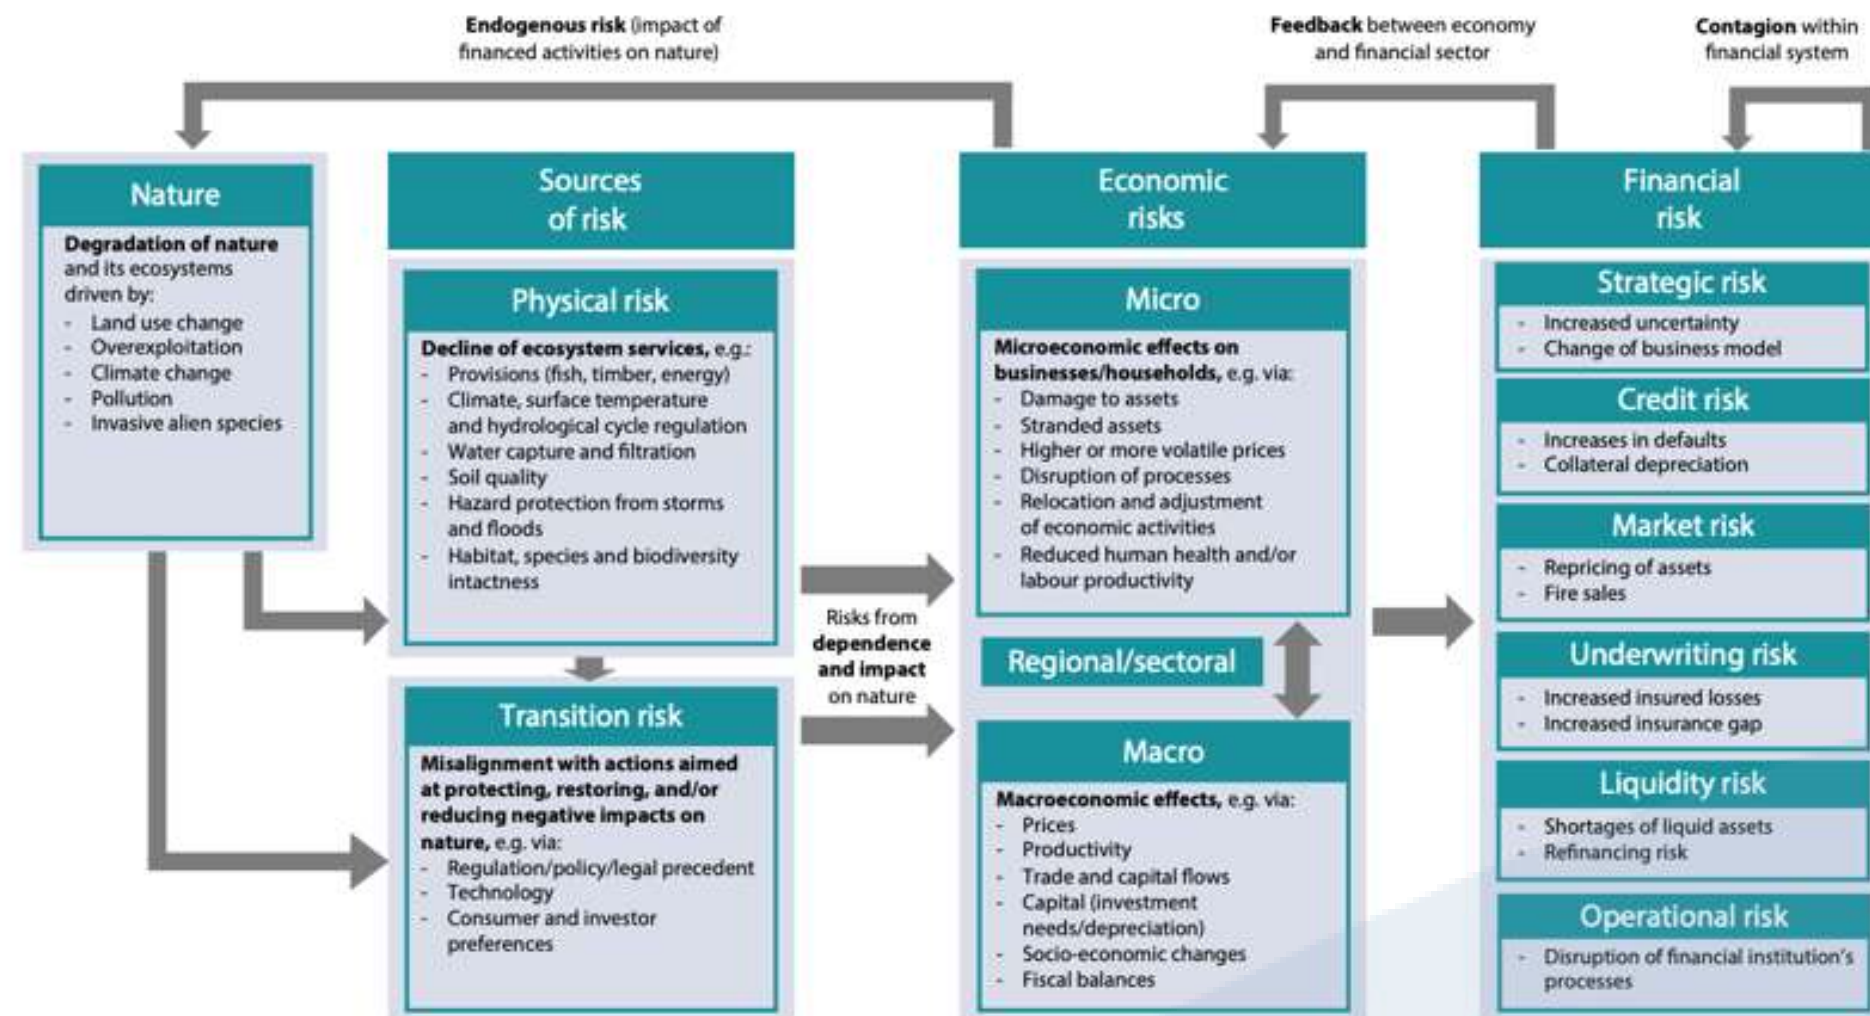 Endogenous risk (impact of
financed activities on nature)
Feedback between economy
and financial sector
Contagion within
financial system
Nature
Degradation of nature
and its ecosystems
driven by:
- Land use change
- Overexploitation
- Climate change
- Pollution
- Invasive alien species
Sources
of risk
Physical risk
Decline of ecosystem services, e.g.:
- Provisions (fish, timber, energy)
- Climate, surface temperature
and hydrological cycle regulation
- Water capture and filtration
- Soil quality
- Hazard protection from storms
and floods
- Habitat, species and biodiversity
intactness
Transition risk
Misalignment with actions aimed
at protecting, restoring, and/or
reducing negative impacts on
nature, e.g. via:
- Regulation/policy/legal precedent
- Technology
- Consumer and investor
preferences
Risks from
dependence
and impact
on nature
Economic
risks
Micro
Microeconomic effects on
businesses/households, e.g. via:
- Damage to assets
- Stranded assets
- Higher or more volatile prices
- Disruption of processes
- Relocation and adjustment
of economic activities
- Reduced human health and/or
labour productivity
Regional/sectoral
Macro
Macroeconomic effects, e.g. via:
- Prices
- Productivity
- Trade and capital flows
- Capital (investment
needs/depreciation)
- Socio-economic changes
- Fiscal balances
Financial
risk
Strategic risk
- Increased uncertainty
- Change of business model
Credit risk
- Increases in defaults
- Collateral depreciation
Market risk
- Repricing of assets
- Fire sales
Underwriting risk
- Increased insured losses
- Increased insurance gap
Liquidity risk
- Shortages of liquid assets
- Refinancing risk
Operational risk
- Disruption of financial institution's
processes